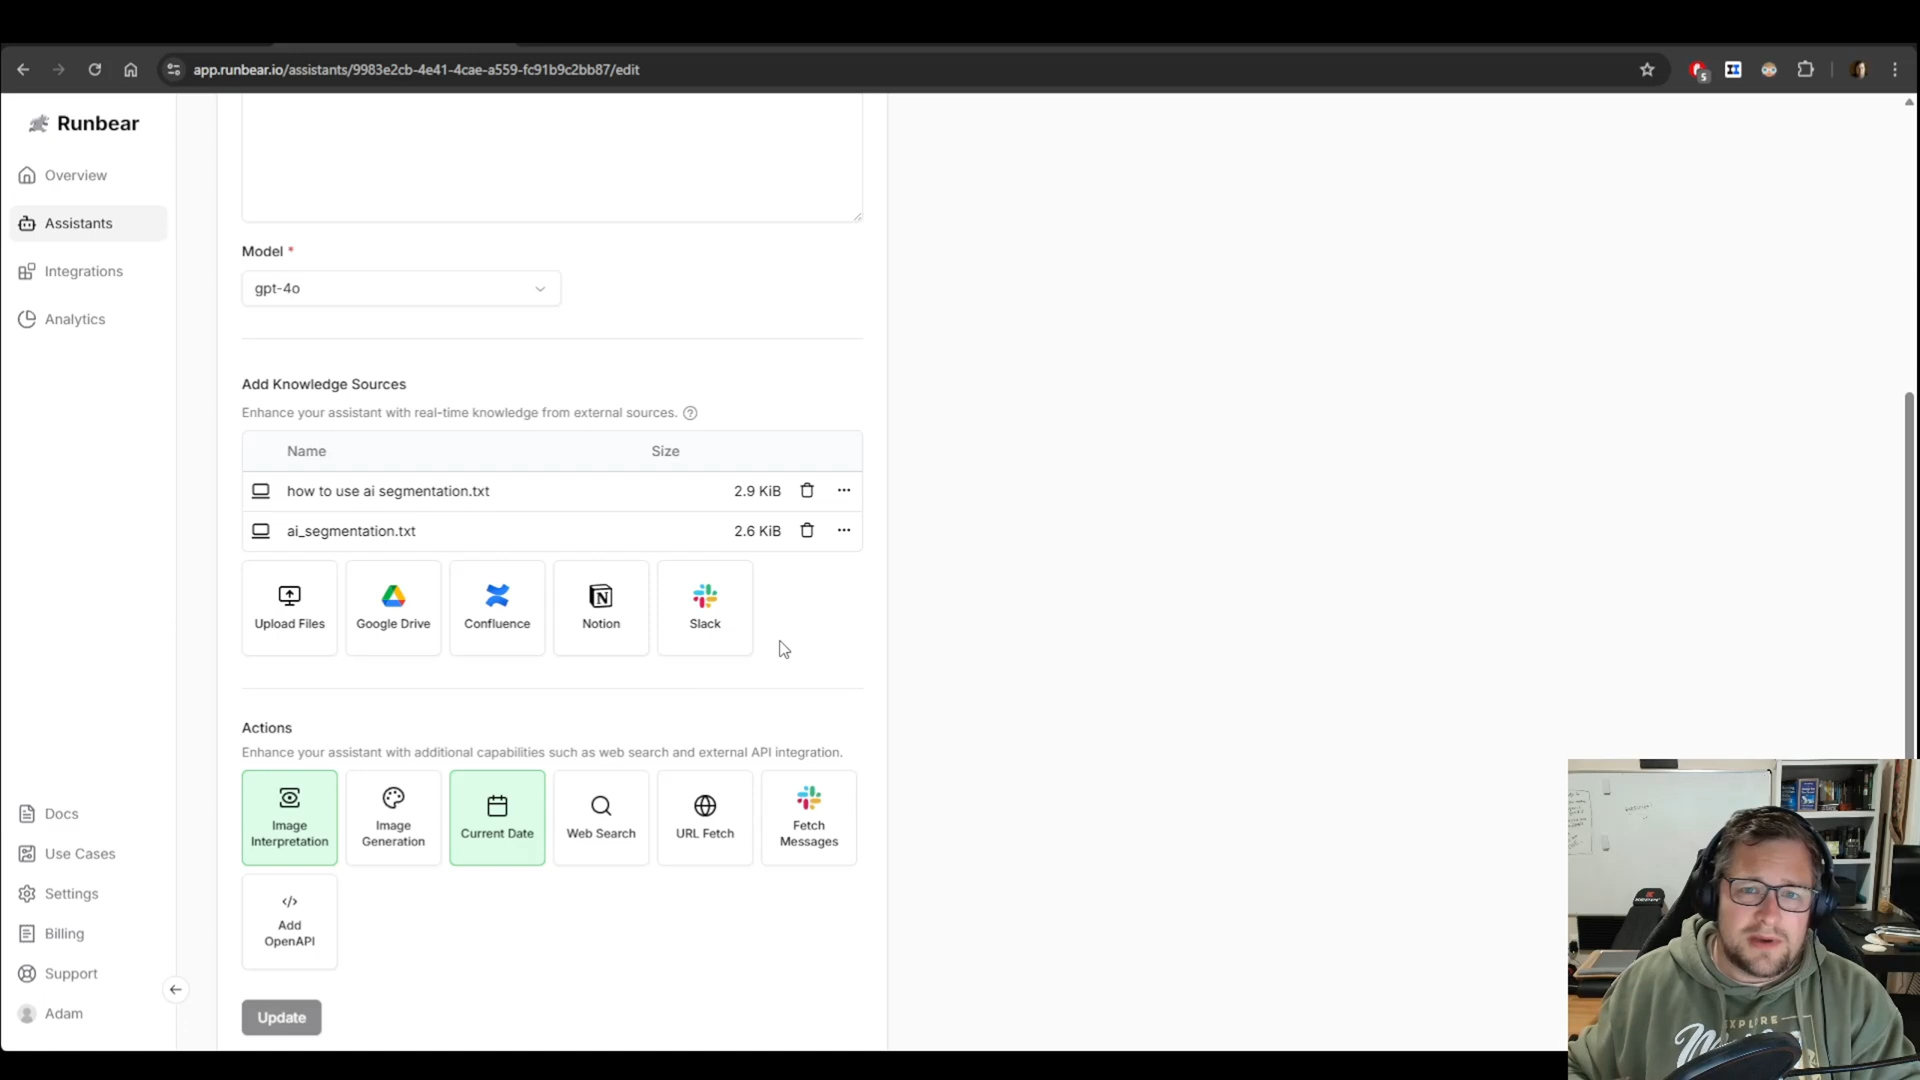 app.runbear.io/assistants/9983e2cb-4e41-4cae-a559-fc91b9c2bb87/edit
5
Runbear
Overview
Assistants
Integrations
Analytics
Docs
Use Cases
Settings
Billing
Support
Adam
Model *
gpt-4o
Add Knowledge Sources
Enhance your assistant with real-time knowledge from external sources. ?
Name Size
how to use ai segmentation.txt 2.9 KiB
ai_segmentation.txt 2.6 KiB
Upload Files
Google Drive
Confluence
Notion
Slack
Actions
Enhance your assistant with additional capabilities such as web search and external API integration.
Image
Interpretation
Image
Generation
Current Date
Web Search
URL Fetch
Fetch
Messages
</>
Add
OpenAPI
Update
EXPLORE